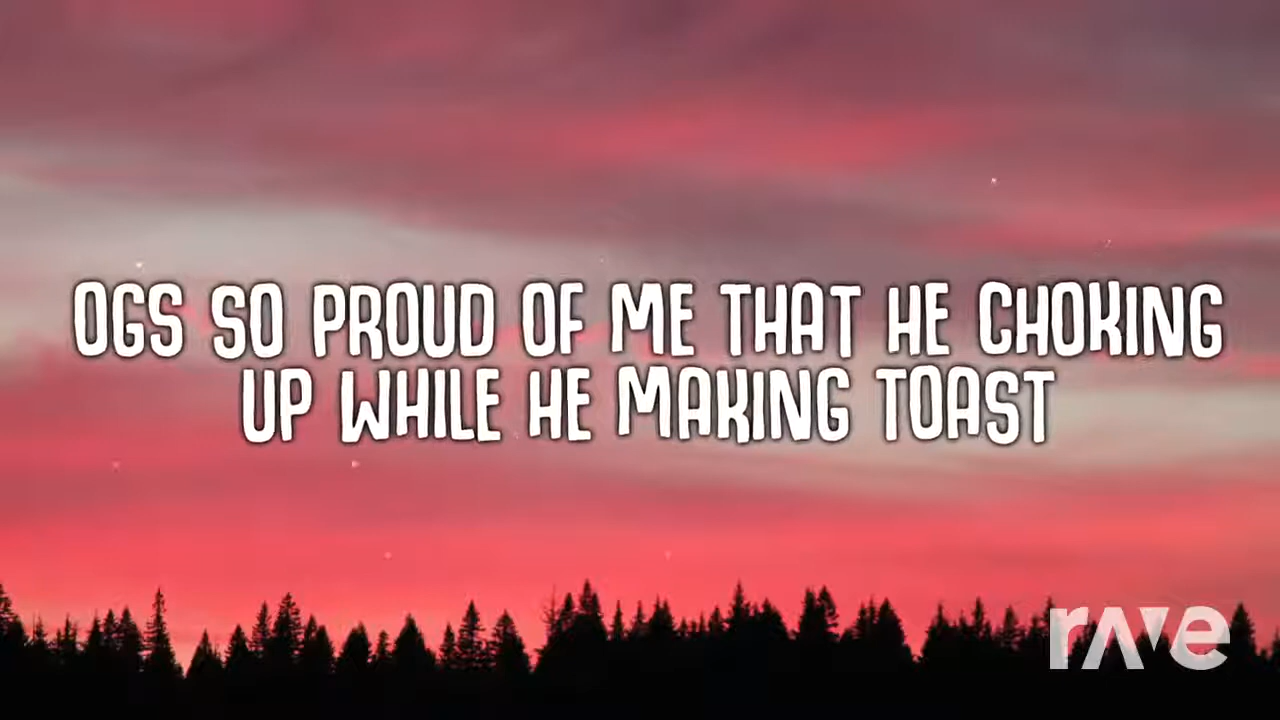 OGS SO PROUD OF ME THAT HE CHOKING
UP WHILE HE MAKING TOAST
rave